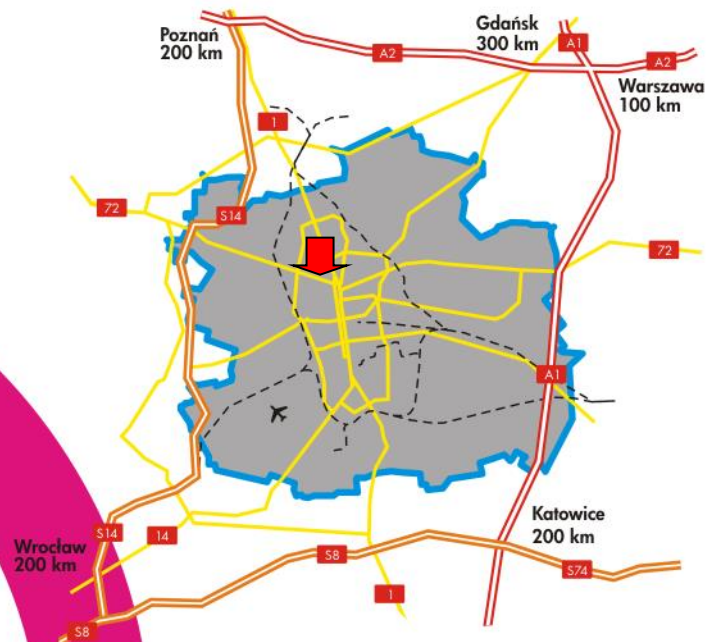 Poznań
200 km
Gdańsk
300 km
A1
A2
A2
Warszawa
100 km
1
72
S14
72
A1
Wrocław
200 km
S14
14
Katowice
200 km
S8
S74
1
S8